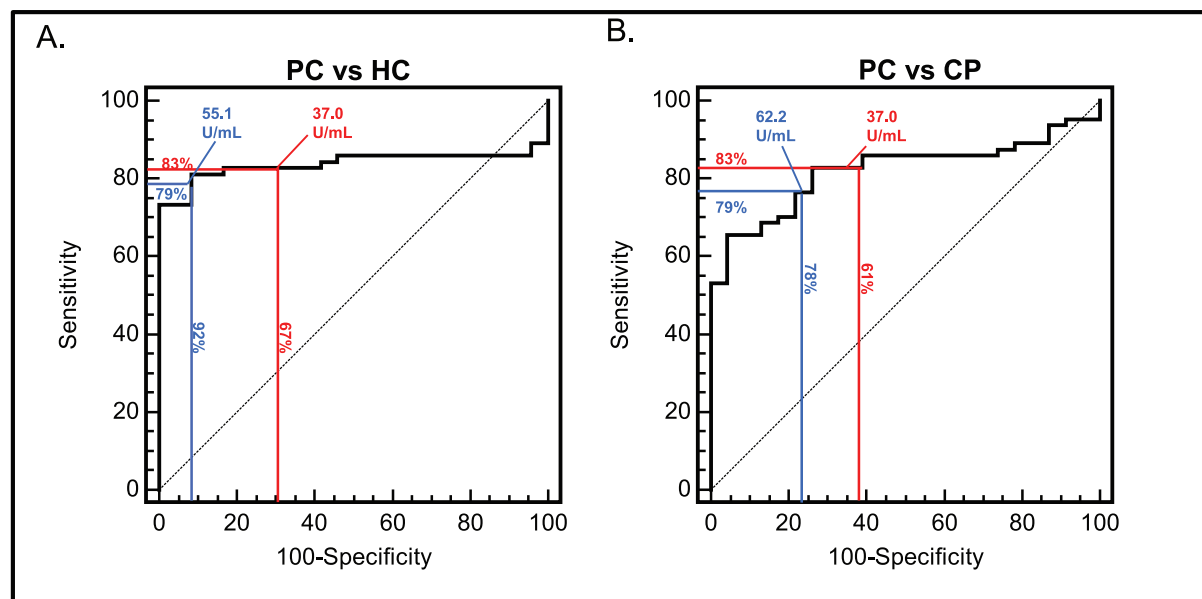 A.
PC vs HC
100
80
60
40
20
0
Sensitivity
55.1
U/mL
37.0
U/mL
83%
79%
92%
67%
0 20 40 60 80 100
100-Specificity
B.
PC vs CP
100
80
60
40
20
0
Sensitivity
62.2
U/mL
37.0
U/mL
83%
79%
78%
61%
0 20 40 60 80 100
100-Specificity